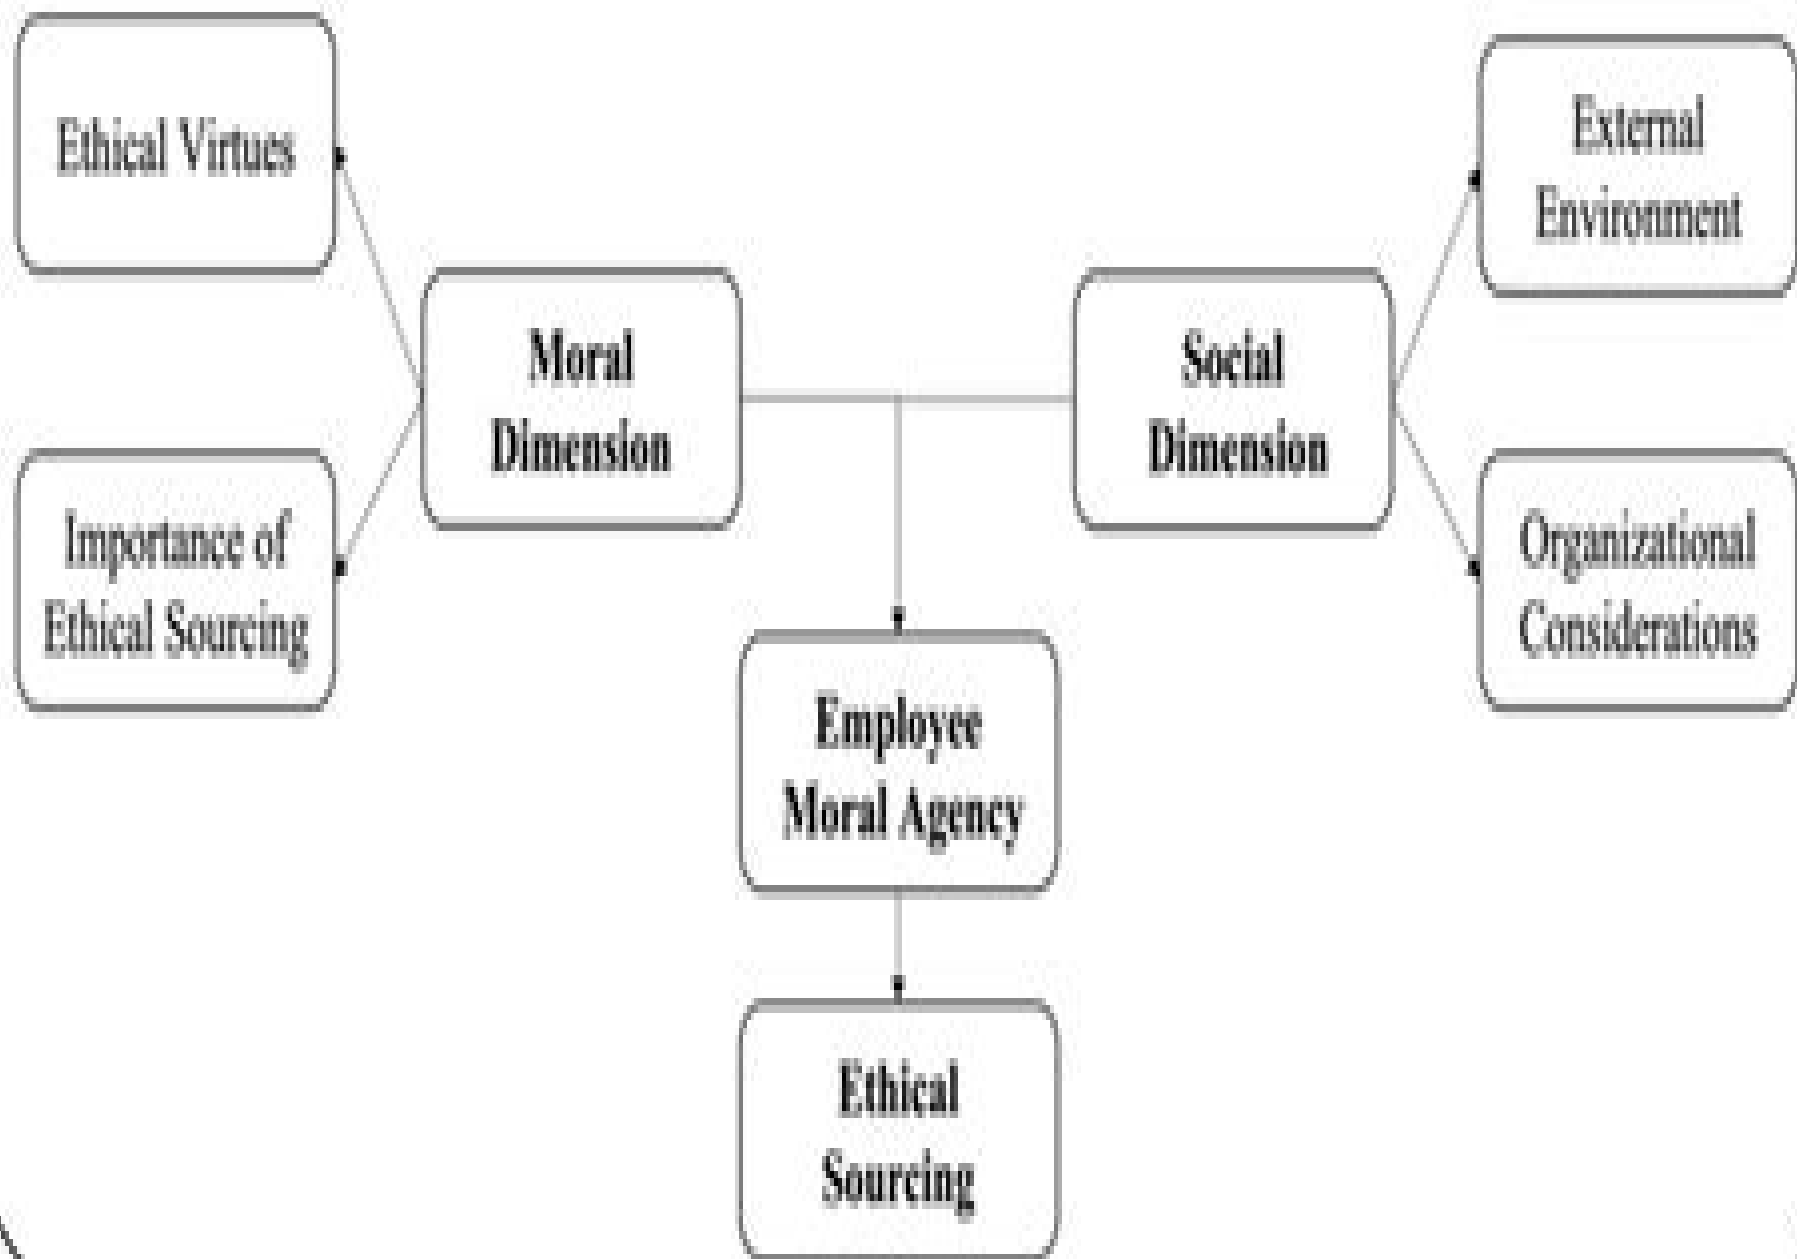 Ethical Virtues
External
Environment
Moral
Dimension
Social
Dimension
Importance of
Ethical Sourcing
Organizational
Considerations
Employee
Moral Agency
Ethical
Sourcing